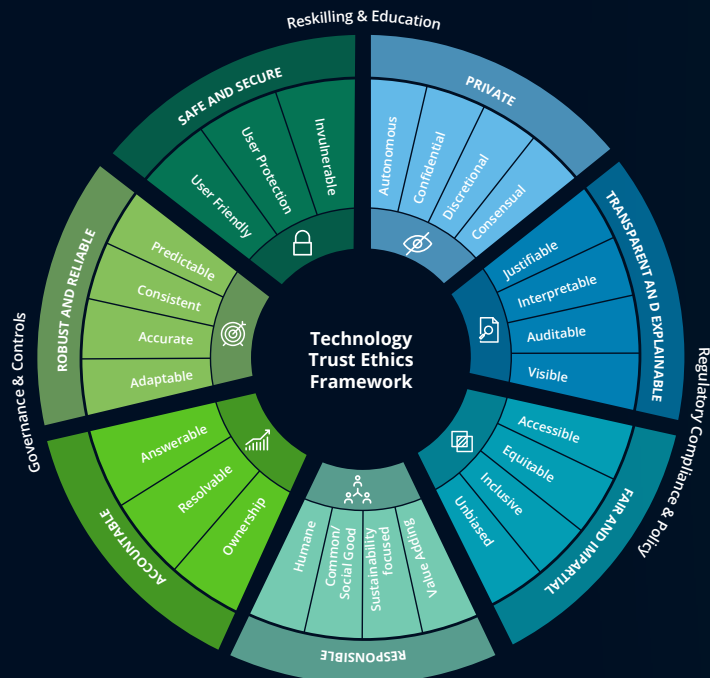 Reskilling & Education
Regulatory Compliance & Policy
Governance & Controls
Technology
Trust Ethics
Framework
PRIVATE
Autonomous
Confidential
Discretional
Consensual
TRANSPARENT AN D EXPLAINABLE
Justifiable
Interpretable
Auditable
Visible
FAIR AND IMPARTIAL
Accessible
Equitable
Inclusive
Unbiased
RESPONSIBLE
Value Adding
Sustainability
focused
Common/
Social Good
Humane
ACCOUNTABLE
Ownership
Resolvable
Answerable
ROBUST AND RELIABLE
Adaptable
Accurate
Consistent
Predictable
SAFE AND SECURE
User Friendly
User Protection
Invulnerable